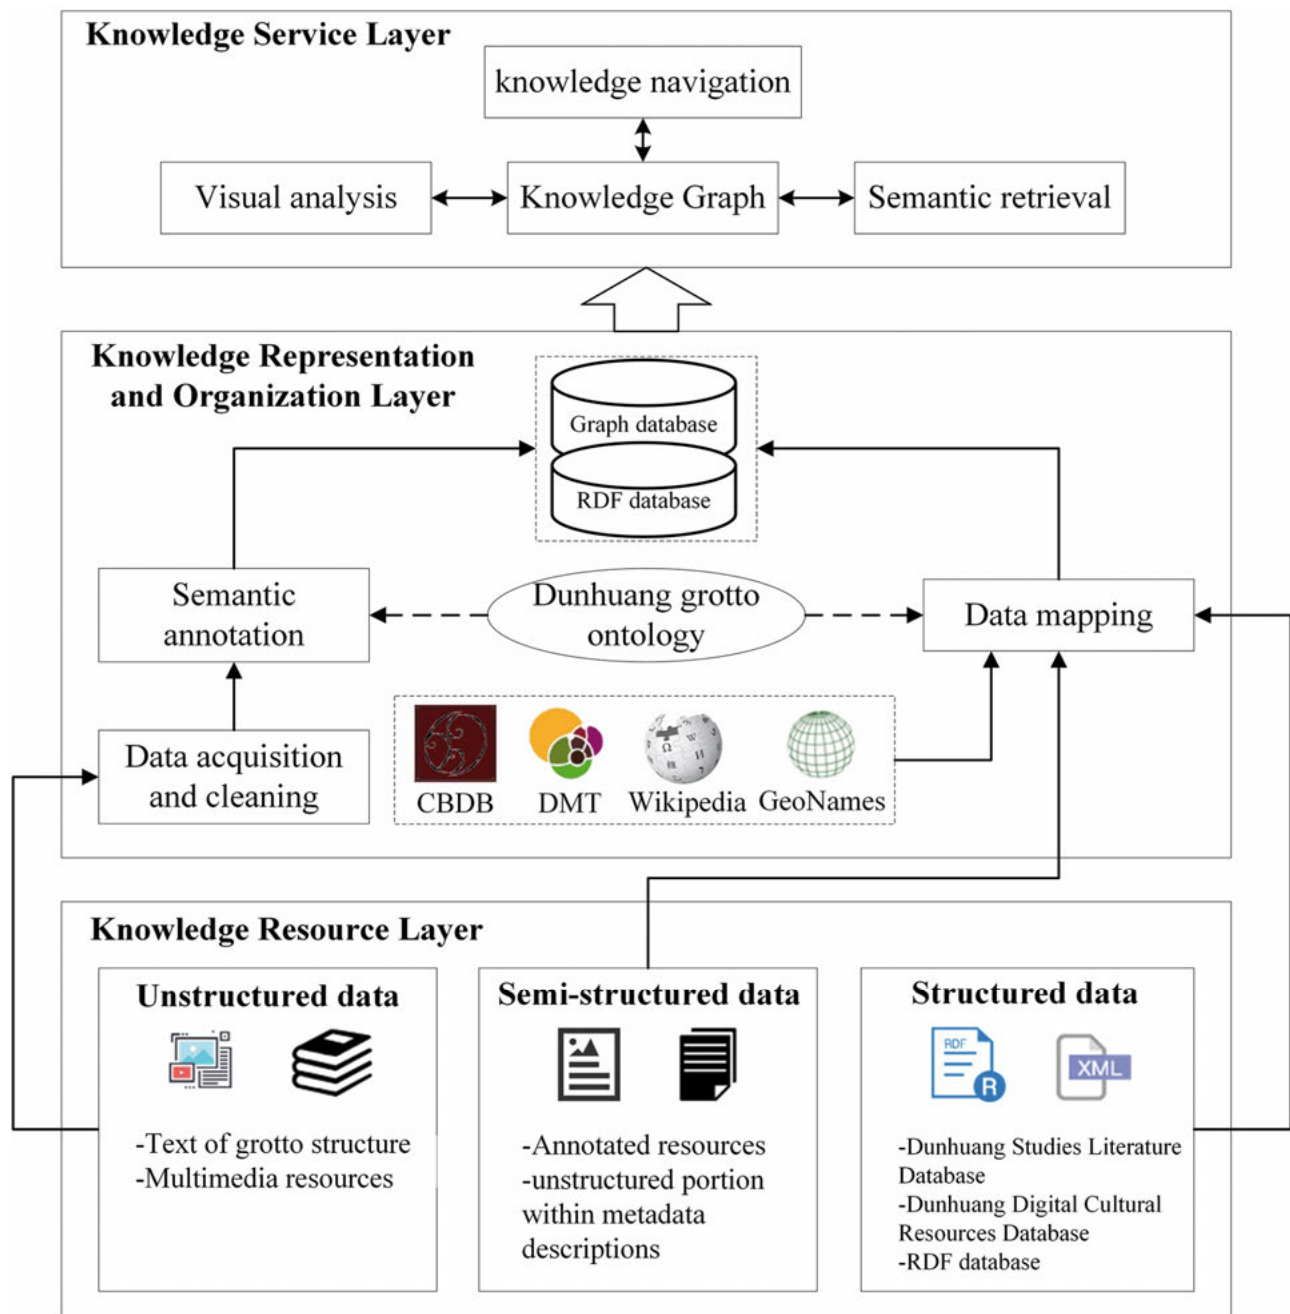 Knowledge Service Layer
knowledge navigation
Visual analysis
Knowledge Graph
Semantic retrieval
Knowledge Representation
and Organization Layer
Graph database
RDF database
Semantic
annotation
Dunhuang grotto
ontology
Data mapping
Data acquisition
and cleaning
CBDB
DMT
Wikipedia
GeoNames
Knowledge Resource Layer
Unstructured data
-Text of grotto structure
-Multimedia resources
Semi-structured data
-Annotated resources
-unstructured portion
within metadada
descriptions
Structured data
RDF
R
XML
-Dunhuang Studies Literature
Database
-Dunhuang Digital Cultural
Resources Database
-RDF database